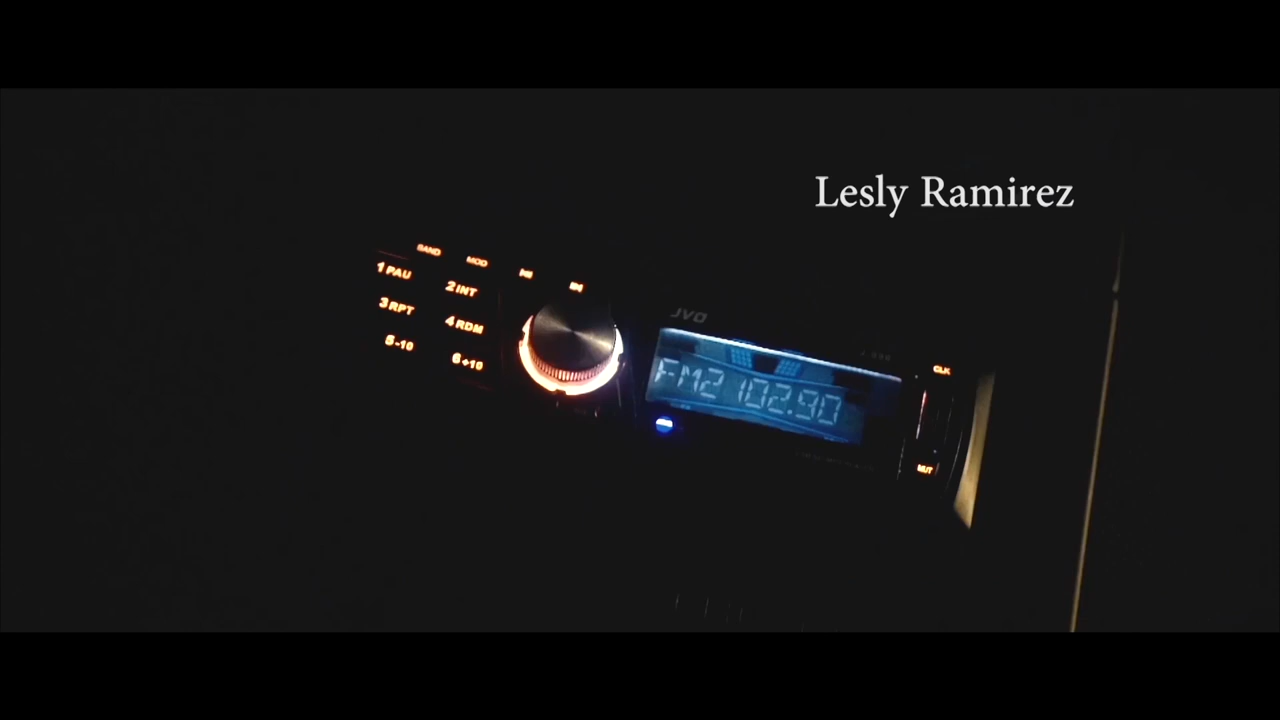 Lesly Ramirez
BAND MOD
1 PAU 2 INT
3 RPT 4 RDM
5 -10 6 +10
JVO
FM2 102.90
CLK
MUT